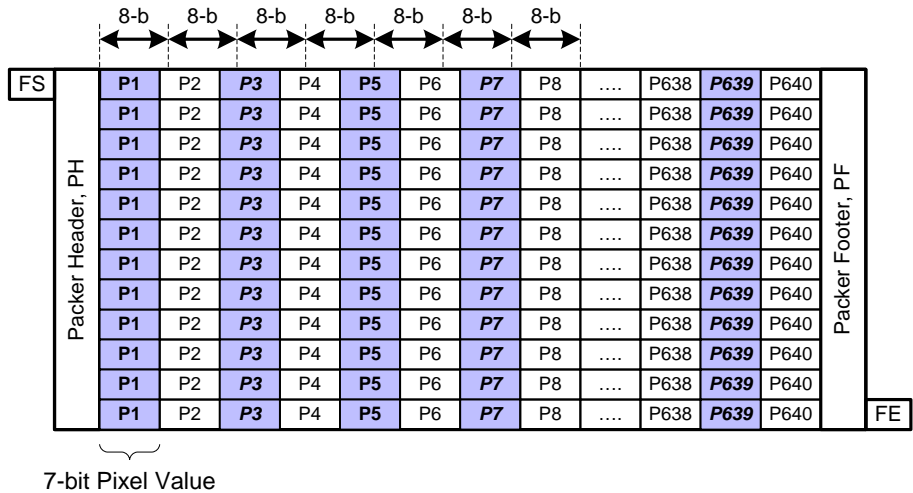 8-b 8-b 8-b 8-b 8-b 8-b 8-b
FS P1 P2 P3 P4 P5 P6 P7 P8 .... P638 P639 P640
P1 P2 P3 P4 P5 P6 P7 P8 .... P638 P639 P640
P1 P2 P3 P4 P5 P6 P7 P8 .... P638 P639 P640
P1 P2 P3 P4 P5 P6 P7 P8 .... P638 P639 P640
P1 P2 P3 P4 P5 P6 P7 P8 .... P638 P639 P640
P1 P2 P3 P4 P5 P6 P7 P8 .... P638 P639 P640
P1 P2 P3 P4 P5 P6 P7 P8 .... P638 P639 P640
P1 P2 P3 P4 P5 P6 P7 P8 .... P638 P639 P640
P1 P2 P3 P4 P5 P6 P7 P8 .... P638 P639 P640
P1 P2 P3 P4 P5 P6 P7 P8 .... P638 P639 P640
P1 P2 P3 P4 P5 P6 P7 P8 .... P638 P639 P640
P1 P2 P3 P4 P5 P6 P7 P8 .... P638 P639 P640 FE
Packer Header, PH
Packer Footer, PF
7-bit Pixel Value